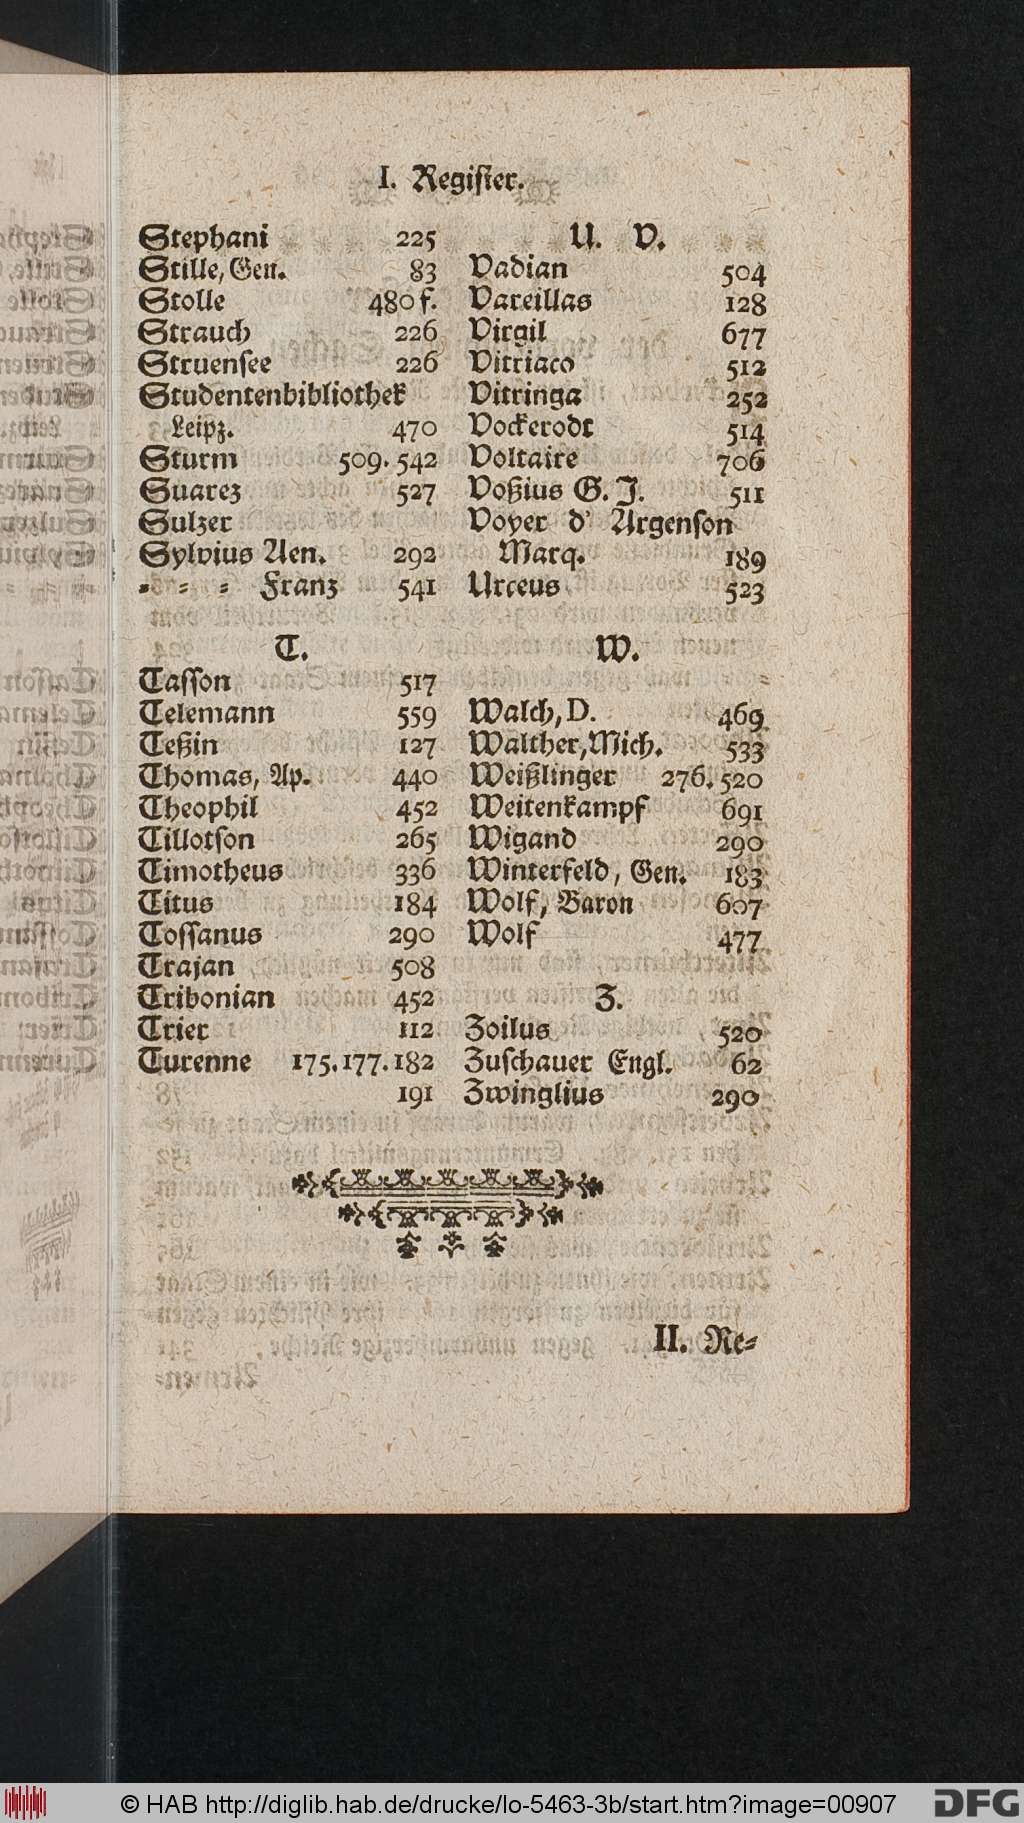 I. Register.
Stephani 225
Stille, Gen. 83
Stolle 480 f.
Strauch 226
Struensee 226
Studentenbibliothek
Leipz. 470
Sturm 509. 542
Suarez 527
Sulzer
Sylvius Aen. 292
= = = Franz 541
T.
Tasson 517
Telemann 559
Teßin 127
Thomas, Ap. 440
Theophil 452
Tillotson 265
Timotheus 336
Titus 184
Tossanus 290
Trajan 508
Tribonian 452
Trier 112
Turenne 175. 177. 182
191
U. V.
Vadian 504
Vareillas 128
Virgil 677
Vitriaco 512
Vitringa 252
Vockerodt 514
Voltaire 706
Voßius G. J. 511
Voyer d' Argenson
Marq. 189
Urceus 523
W.
Walch, D. 469
Walther, Mich. 533
Weißlinger 276. 520
Weitenkampf 691
Wigand 290
Winterfeld, Gen. 183
Wolf, Baron 607
Wolf 477
Z.
Zoilus 520
Zuschauer Engl. 62
Zwinglius 290
II. Re=
© HAB http://diglib.hab.de/drucke/lo-5463-3b/start.htm?image=00907
DFG